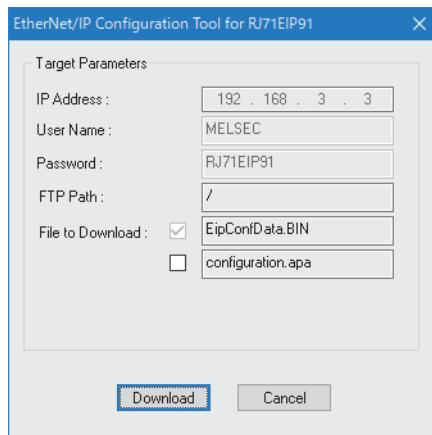 EtherNet/IP Configuration Tool for RJ71EIP91
Target Parameters
IP Address : 192 . 168 . 3 . 3
User Name : MELSEC
Password : RJ71EIP91
FTP Path : /
File to Download : EipConfData.BIN
configuration.apa
Download Cancel